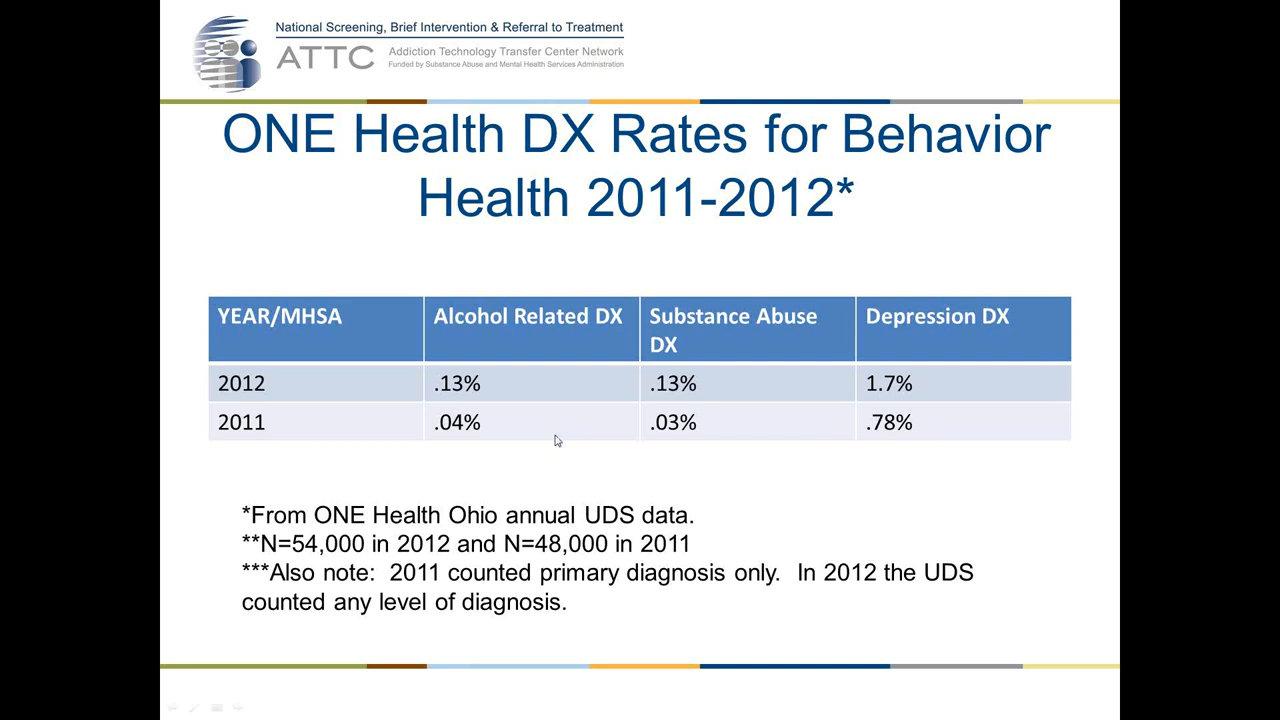 National Screening, Brief Intervention & Referral to Treatment
ATTC Addiction Technology Transfer Center Network
Funded by Substance Abuse and Mental Health Services Administration
ONE Health DX Rates for Behavior
Health 2011-2012*
YEAR/MHSA Alcohol Related DX Substance Abuse DX Depression DX
2012 .13% .13% 1.7%
2011 .04% .03% .78%
*From ONE Health Ohio annual UDS data.
**N=54,000 in 2012 and N=48,000 in 2011
***Also note: 2011 counted primary diagnosis only. In 2012 the UDS
counted any level of diagnosis.